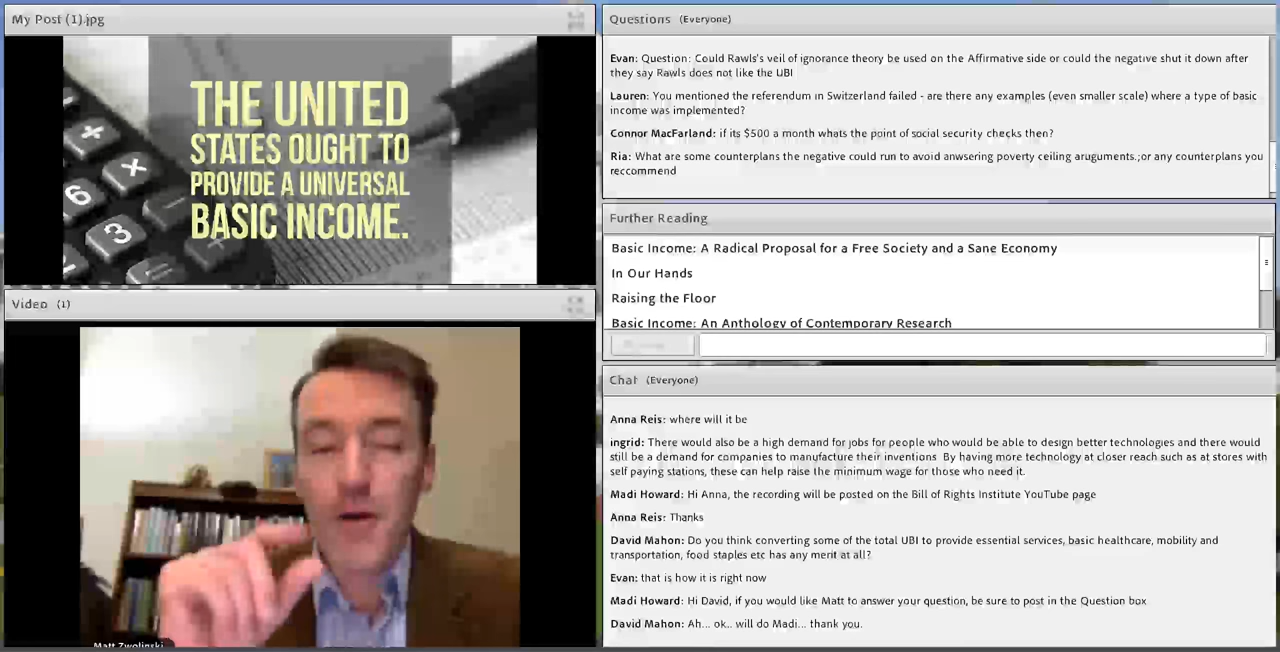 My Post (1).jpg
THE UNITED
STATES OUGHT TO
PROVIDE A UNIVERSAL
BASIC INCOME.
+
×
6
3
Video (1)
Matt Zwolinski
Questions (Everyone)
Evan: Question: Could Rawls's veil of ignorance theory be used on the Affirmative side or could the negative shut it down after
they say Rawls does not like the UBI
Lauren: You mentioned the referendum in Switzerland failed - are there any examples (even smaller scale) where a type of basic
income was implemented?
Connor MacFarland: if its $500 a month whats the point of social security checks then?
Ria: What are some counterplans the negative could run to avoid anwsering poverty ceiling aruguments.;or any counterplans you
reccommend
Further Reading
Basic Income: A Radical Proposal for a Free Society and a Sane Economy
In Our Hands
Raising the Floor
Basic Income: An Anthology of Contemporary Research
Chat (Everyone)
Anna Reis: where will it be
ingrid: There would also be a high demand for jobs for people who would be able to design better technologies and there would
still be a demand for companies to manufacture their inventions By having more technology at closer reach such as at stores with
self paying stations, these can help raise the minimum wage for those who need it.
Madi Howard: Hi Anna, the recording will be posted on the Bill of Rights Institute YouTube page
Anna Reis: Thanks
David Mahon: Do you think converting some of the total UBI to provide essential services, basic healthcare, mobility and
transportation, food staples etc has any merit at all?
Evan: that is how it is right now
Madi Howard: Hi David, if you would like Matt to answer your question, be sure to post in the Question box
David Mahon: Ah... ok.. will do Madi... thank you.